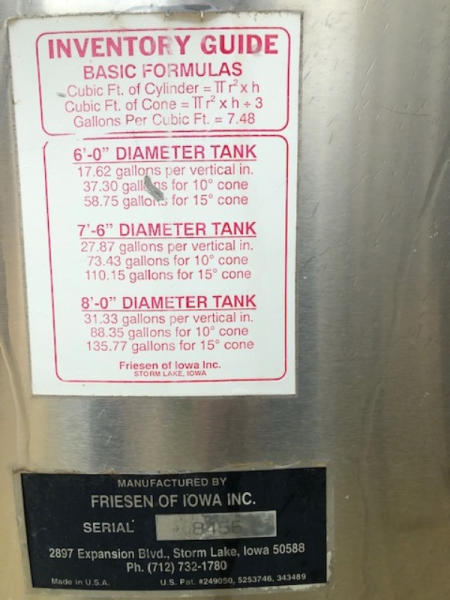 INVENTORY GUIDE
BASIC FORMULAS
Cubic Ft. of Cylinder = πr² x h
Cubic Ft. of Cone = πr² x h ÷ 3
Gallons Per Cubic Ft. = 7.48
6'-0" DIAMETER TANK
17.62 gallons per vertical in.
37.30 gallons for 10° cone
58.75 gallons for 15° cone
7'-6" DIAMETER TANK
27.87 gallons per vertical in.
73.43 gallons for 10° cone
110.15 gallons for 15° cone
8'-0" DIAMETER TANK
31.33 gallons per vertical in.
88.35 gallons for 10° cone
135.77 gallons for 15° cone
Friesen of Iowa Inc.
STORM LAKE, IOWA
MANUFACTURED BY
FRIESEN OF IOWA INC.
SERIAL
2897 Expansion Blvd., Storm Lake, Iowa 50588
Ph. (712) 732-1780
Made in U.S.A. U.S. Pat. #249050, 5253746, 343489